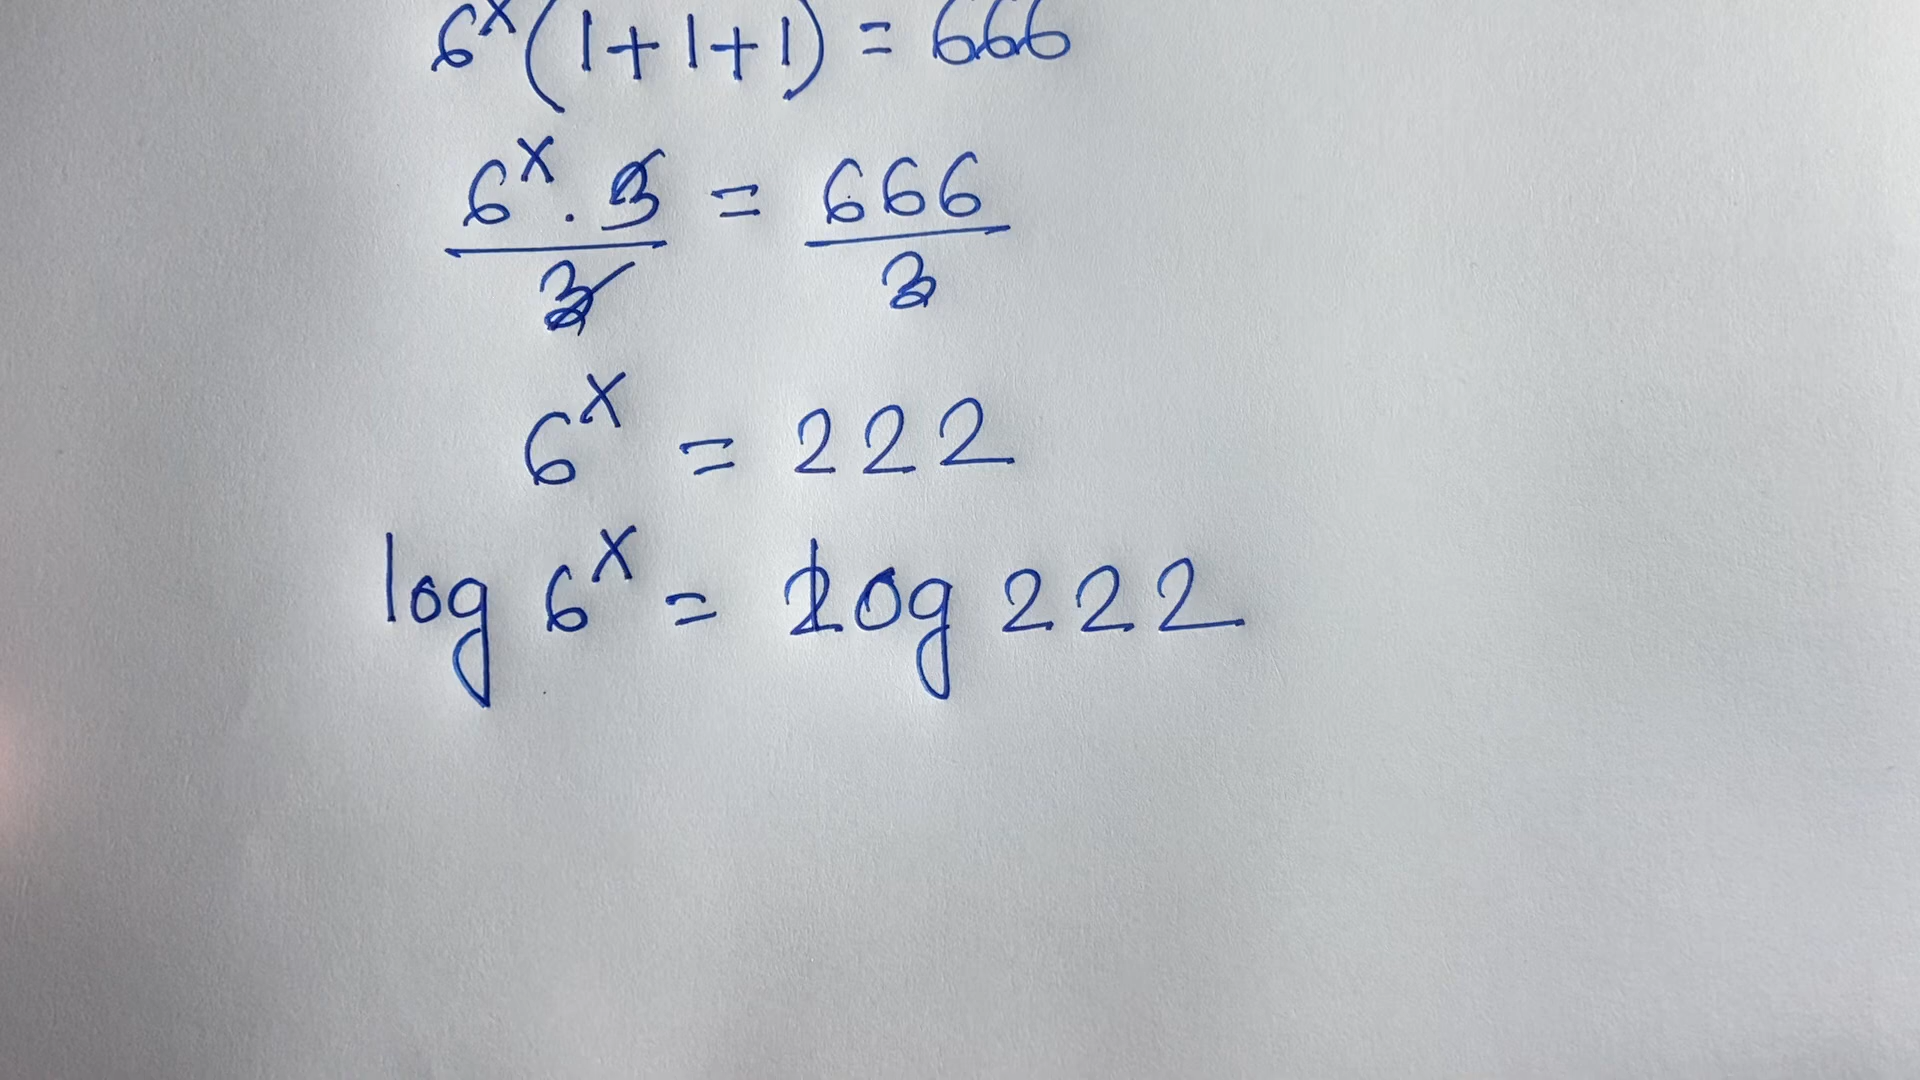 6^x(1+1+1) = 666
6^x . 3 / 3 = 666 / 3
6^x = 222
log 6^x = log 222